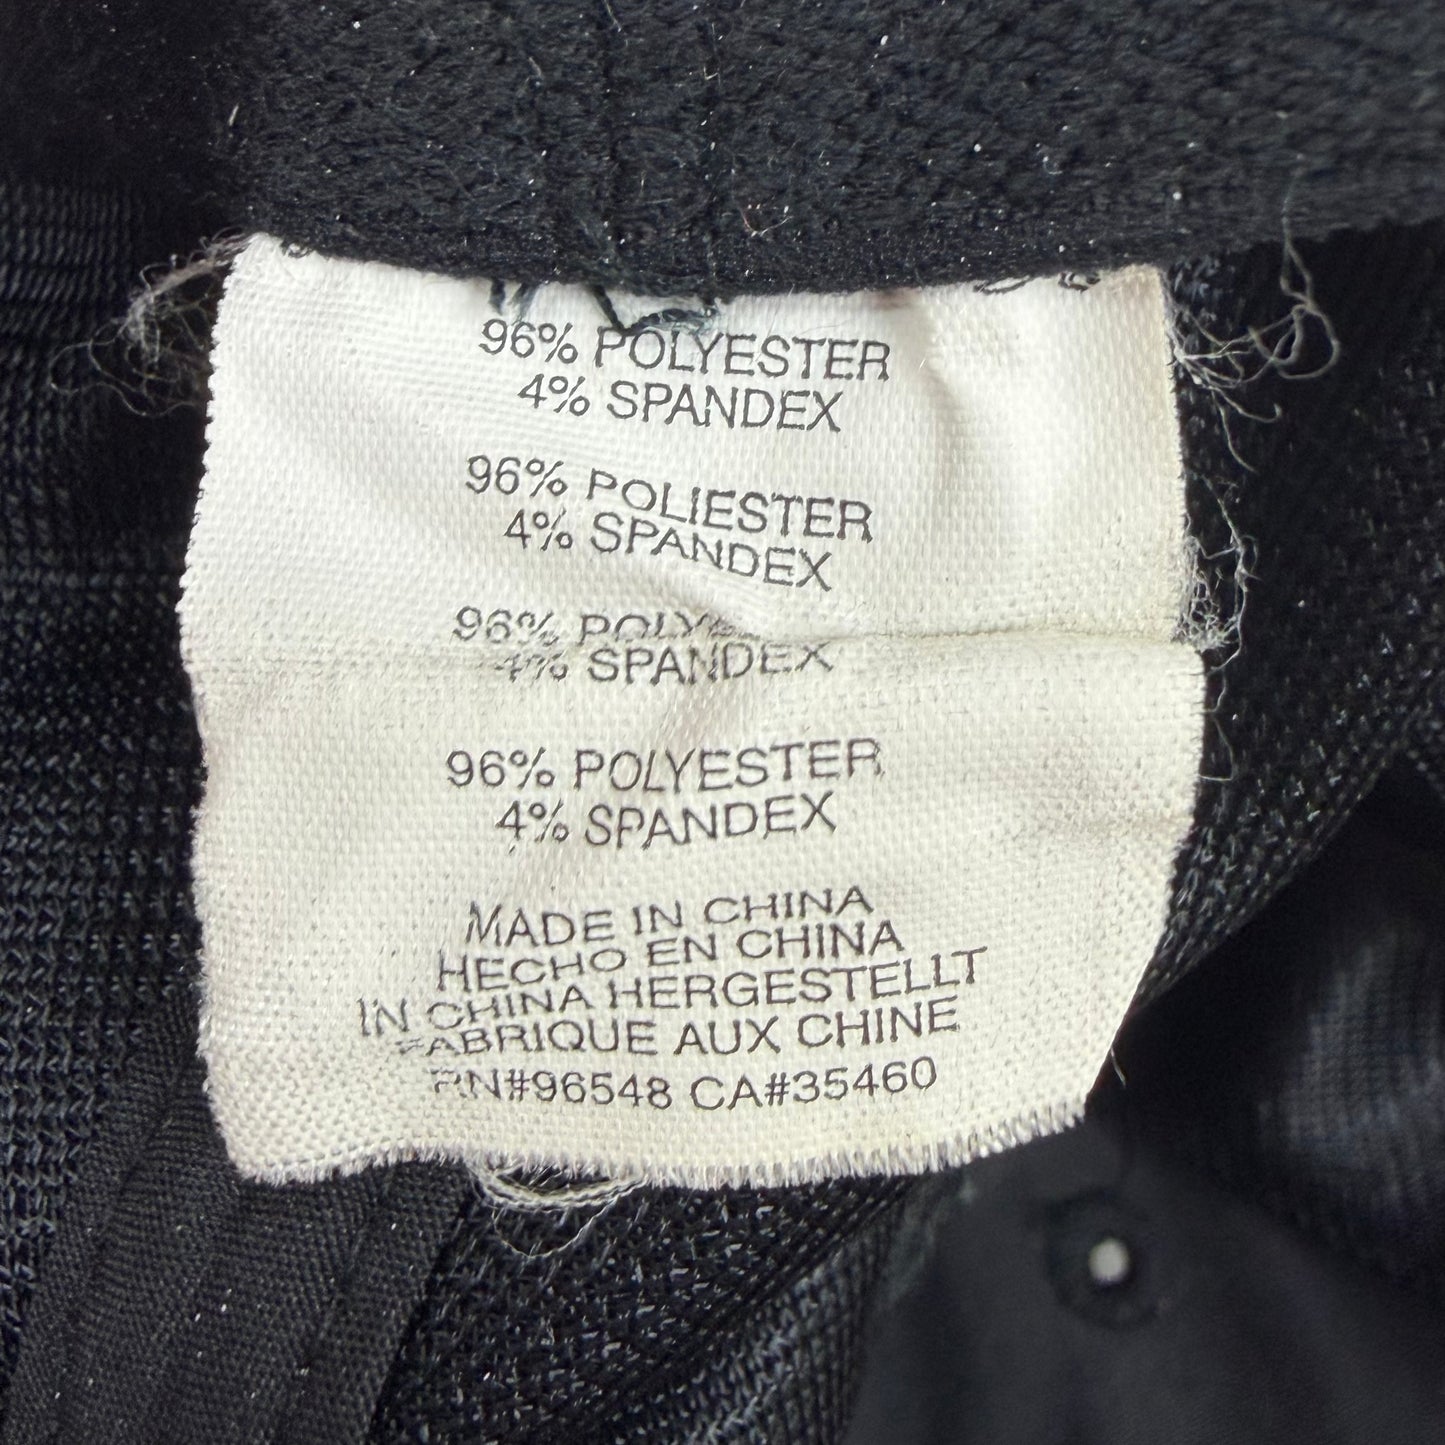 96% POLYESTER
4% SPANDEX
96% POLIESTER
4% SPANDEX
96%
4% SPANDEX
96% POLYESTER
4% SPANDEX
MADE IN CHINA
HECHO EN CHINA
IN CHINA HERGESTELLT
FABRIQUE AUX CHINE
RN#96548 CA#35460